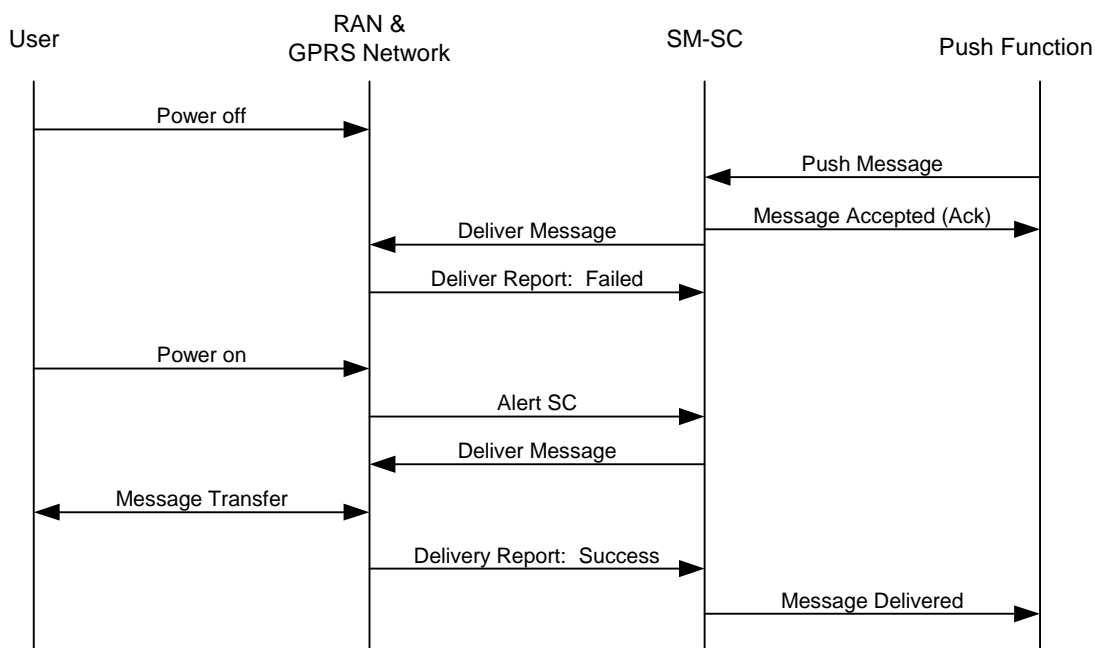 User
RAN &
GPRS Network
SM-SC
Push Function
Power off
Push Message
Message Accepted (Ack)
Deliver Message
Deliver Report: Failed
Power on
Alert SC
Deliver Message
Message Transfer
Delivery Report: Success
Message Delivered